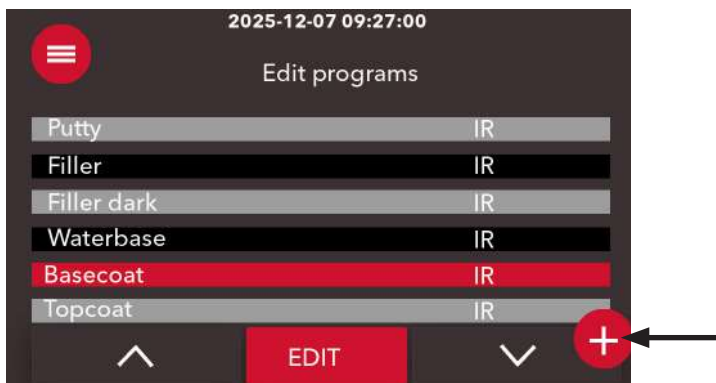 2025-12-07 09:27:00
Edit programs
Putty IR
Filler IR
Filler dark IR
Waterbase IR
Basecoat IR
Topcoat IR
EDIT
+